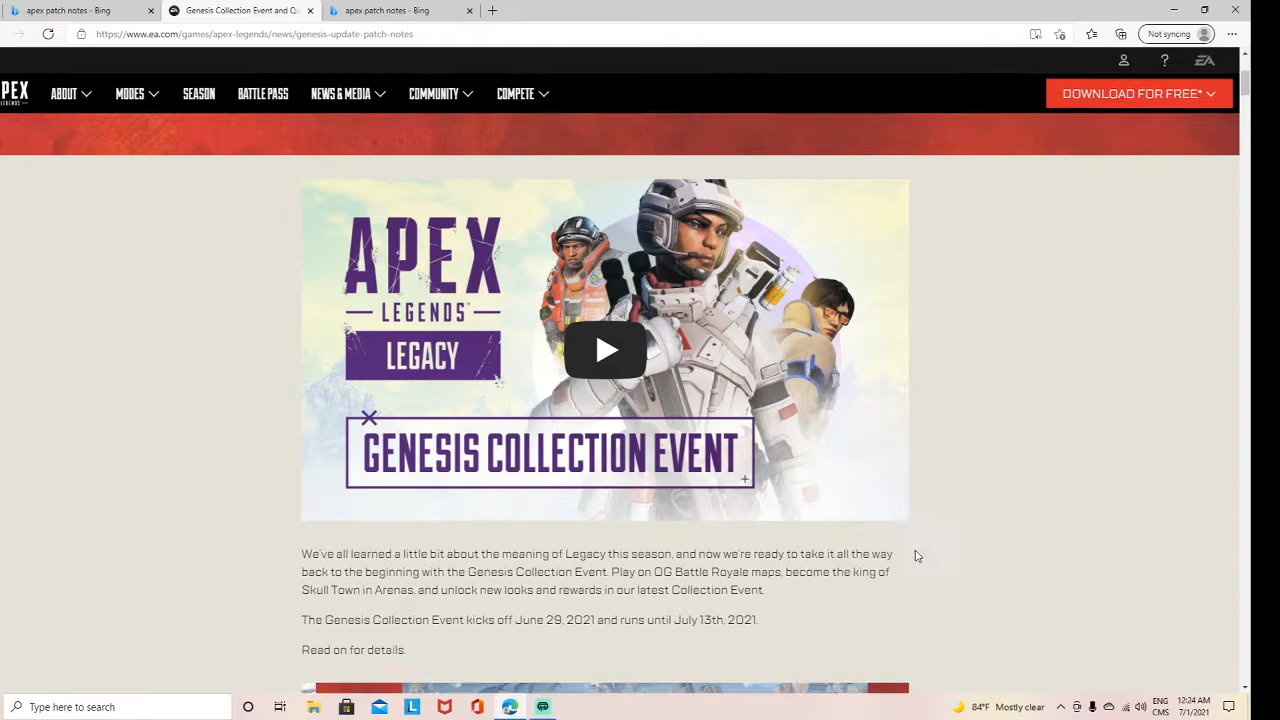 apex patch notes - Bing
Genesis Collection Event and Qu
apex patch notes - Bing
https://www.ea.com/games/apex-legends/news/genesis-update-patch-notes
Not syncing
EA
PEX
LEGENDS
ABOUT
MODES
SEASON
BATTLE PASS
NEWS & MEDIA
COMMUNITY
COMPETE
DOWNLOAD FOR FREE*
APEX
LEGENDS™
LEGACY
GENESIS COLLECTION EVENT
We've all learned a little bit about the meaning of Legacy this season, and now we're ready to take it all the way
back to the beginning with the Genesis Collection Event. Play on OG Battle Royale maps, become the king of
Skull Town in Arenas, and unlock new looks and rewards in our latest Collection Event.
The Genesis Collection Event kicks off June 29, 2021 and runs until July 13th, 2021.
Read on for details.
Type here to search
84°F Mostly clear
ENG
CMS
12:24 AM
7/1/2021